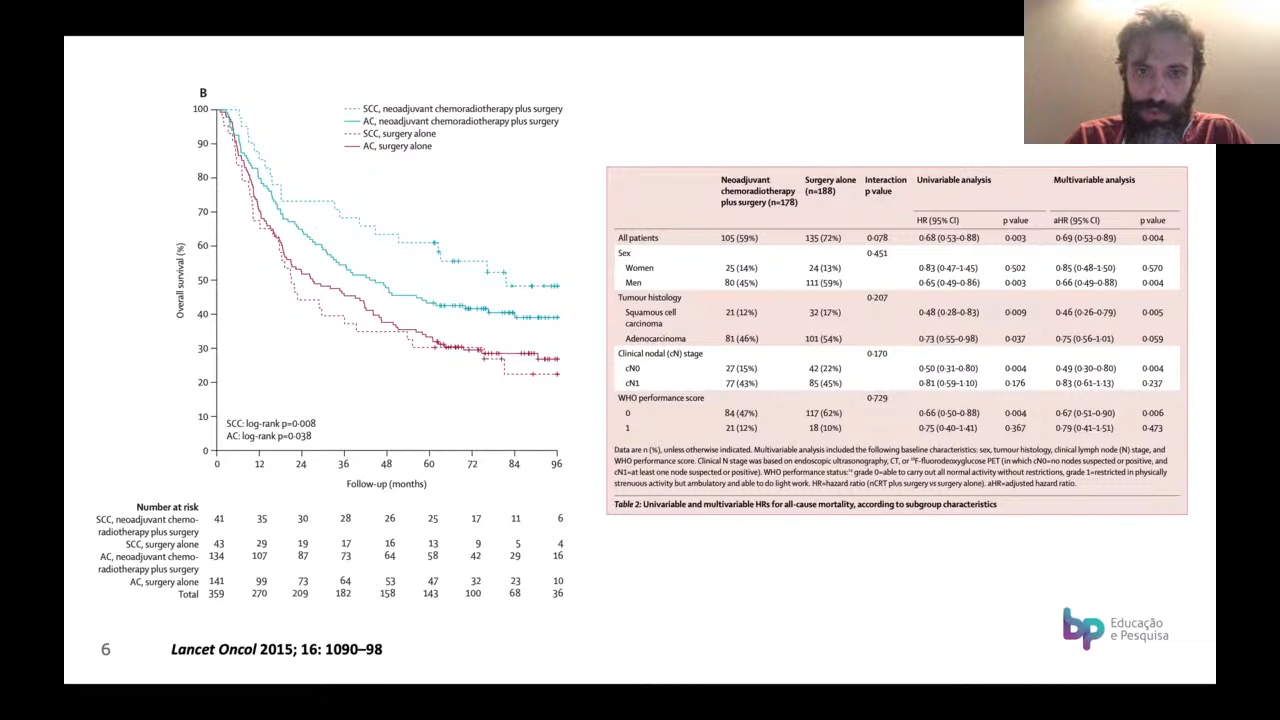 B
SCC, neoadjuvant chemoradiotherapy plus surgery
AC, neoadjuvant chemoradiotherapy plus surgery
SCC, surgery alone
AC, surgery alone
100
90
80
70
60
50
40
30
20
10
0
Overall survival (%)
SCC: log-rank p=0·008
AC: log-rank p=0·038
0 12 24 36 48 60 72 84 96
Follow-up (months)
Number at risk
SCC, neoadjuvant chemo- 41 35 30 28 26 25 17 11 6
radiotherapy plus surgery
SCC, surgery alone 43 29 19 17 16 13 9 5 4
AC, neoadjuvant chemo- 134 107 87 73 64 58 42 29 16
radiotherapy plus surgery
AC, surgery alone 141 99 73 64 53 47 32 23 10
Total 359 270 209 182 158 143 100 68 36
Neoadjuvant Surgery alone Interaction Univariable analysis Multivariable analysis
chemoradiotherapy (n=188) p value
plus surgery (n=178)
HR (95% CI) p value aHR (95% CI) p value
All patients 105 (59%) 135 (72%) 0·078 0·68 (0·53–0·88) 0·003 0·69 (0·53–0·89) 0·004
Sex 0·451
Women 25 (14%) 24 (13%) 0·83 (0·47–1·45) 0·502 0·85 (0·48–1·50) 0·570
Men 80 (45%) 111 (59%) 0·65 (0·49–0·86) 0·003 0·66 (0·49–0·88) 0·004
Tumour histology 0·207
Squamous cell 21 (12%) 32 (17%) 0·48 (0·28–0·83) 0·009 0·46 (0·26–0·79) 0·005
carcinoma
Adenocarcinoma 81 (46%) 101 (54%) 0·73 (0·55–0·98) 0·037 0·75 (0·56–1·01) 0·059
Clinical nodal (cN) stage 0·170
cN0 27 (15%) 42 (22%) 0·50 (0·31–0·80) 0·004 0·49 (0·30–0·80) 0·004
cN1 77 (43%) 85 (45%) 0·81 (0·59–1·10) 0·176 0·83 (0·61–1·13) 0·237
WHO performance score 0·729
0 84 (47%) 117 (62%) 0·66 (0·50–0·88) 0·004 0·67 (0·51–0·90) 0·006
1 21 (12%) 18 (10%) 0·75 (0·40–1·41) 0·367 0·79 (0·41–1·51) 0·473
Data are n (%), unless otherwise indicated. Multivariable analysis included the following baseline characteristics: sex, tumour histology, clinical lymph node (N) stage, and
WHO performance score. Clinical N stage was based on endoscopic ultrasonography, CT, or ¹⁸F-fluorodeoxyglucose PET (in which cN0=no nodes suspected or positive, and
cN1=at least one node suspected or positive). WHO performance status:¹⁴ grade 0=able to carry out all normal activity without restrictions, grade 1=restricted in physically
strenuous activity but ambulatory and able to do light work. HR=hazard ratio (nCRT plus surgery vs surgery alone). aHR=adjusted hazard ratio.
Table 2: Univariable and multivariable HRs for all-cause mortality, according to subgroup characteristics
6 Lancet Oncol 2015; 16: 1090–98
bp Educação
e Pesquisa